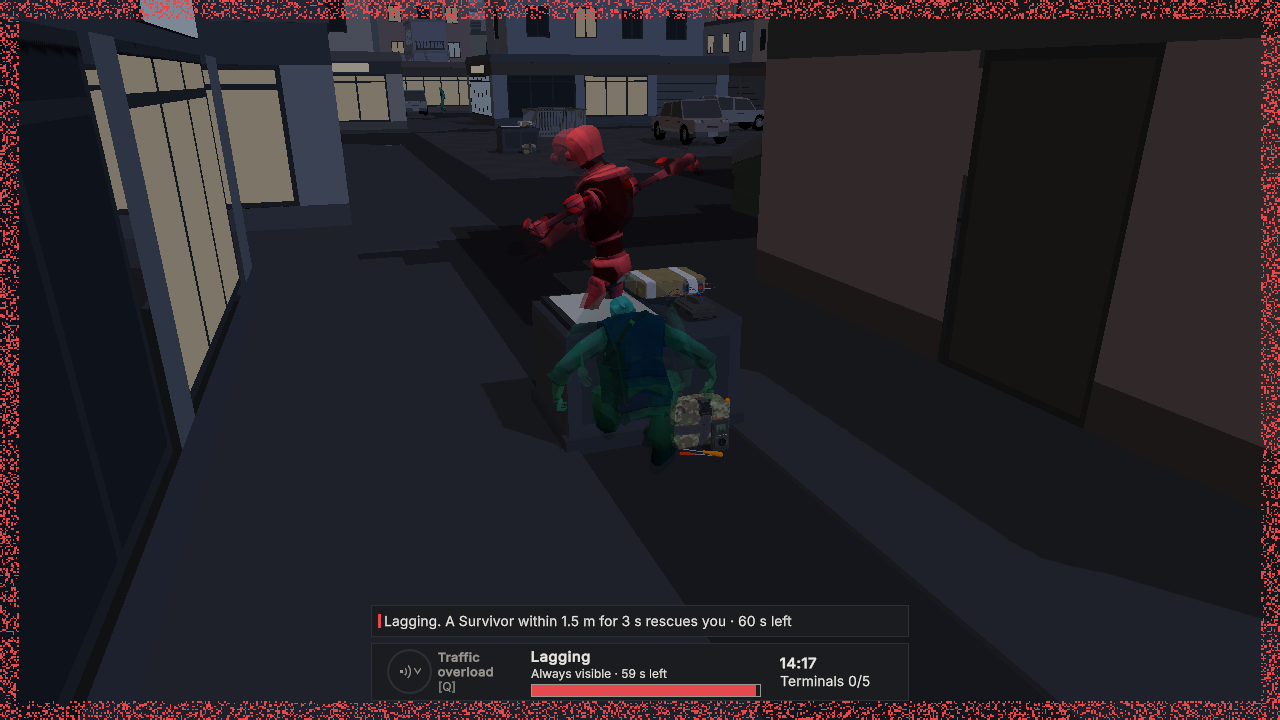 Lagging. A Survivor within 1.5 m for 3 s rescues you · 60 s left
Traffic
overload
[Q]
Lagging
Always visible · 59 s left
14:17
Terminals 0/5